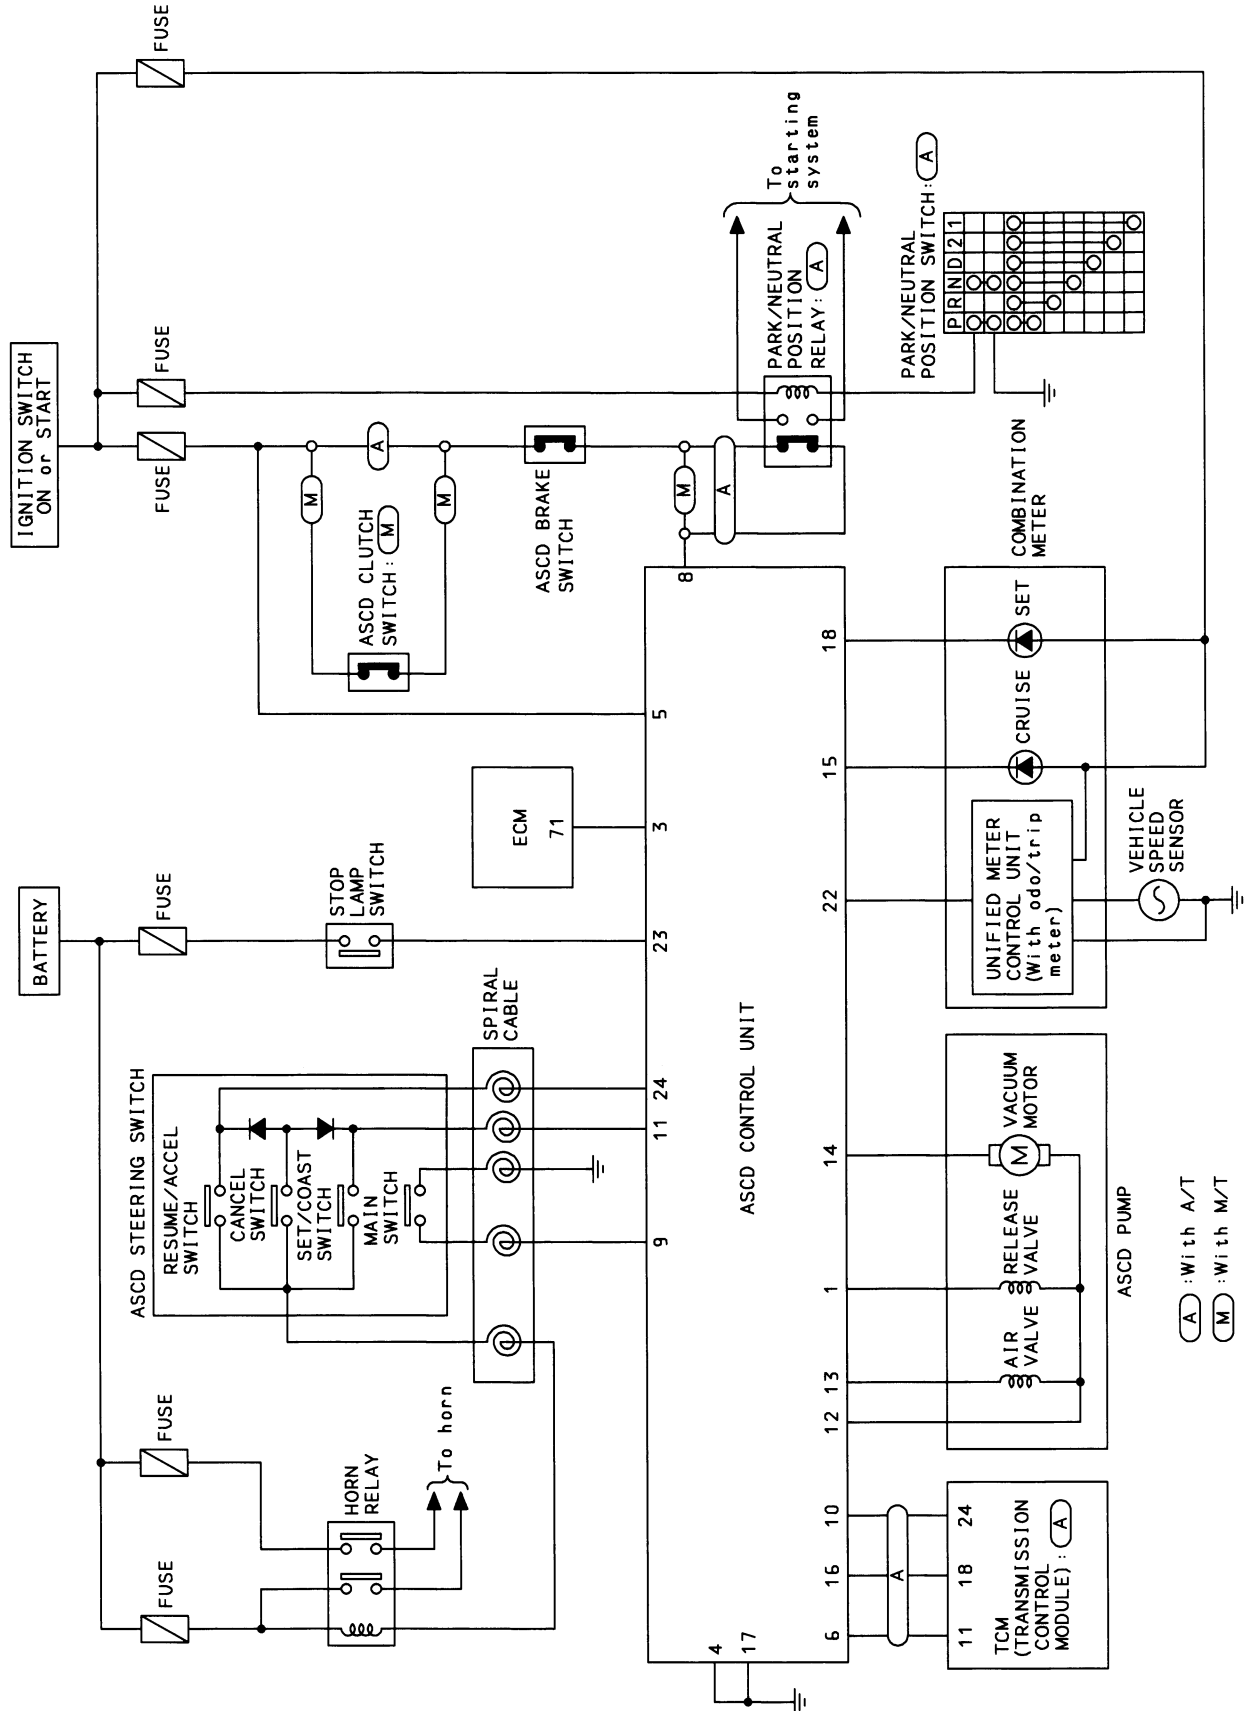 IGNITION SWITCH
ON or START
FUSE
FUSE
FUSE
BATTERY
FUSE
FUSE
FUSE
ASCD STEERING SWITCH
RESUME/ACCEL
SWITCH
CANCEL
SWITCH
SET/COAST
SWITCH
MAIN
SWITCH
SPIRAL
CABLE
STOP
LAMP
SWITCH
HORN
RELAY
To horn
ECM
71
ASCD CLUTCH
SWITCH:
M
M
M
A
ASCD BRAKE
SWITCH
M
A
PARK/NEUTRAL
POSITION
RELAY:
A
To
starting
system
PARK/NEUTRAL
POSITION SWITCH:
A
P R N D 2 1
4
17
9
11
24
23
3
5
8
ASCD CONTROL UNIT
6
16
10
12
13
1
14
22
15
18
A
11
18
24
TCM
(TRANSMISSION
CONTROL
MODULE):
A
AIR
VALVE
RELEASE
VALVE
M
VACUUM
MOTOR
ASCD PUMP
UNIFIED METER
CONTROL UNIT
(With odo/trip
meter)
CRUISE
SET
COMBINATION
METER
VEHICLE
SPEED
SENSOR
A :With A/T
M :With M/T